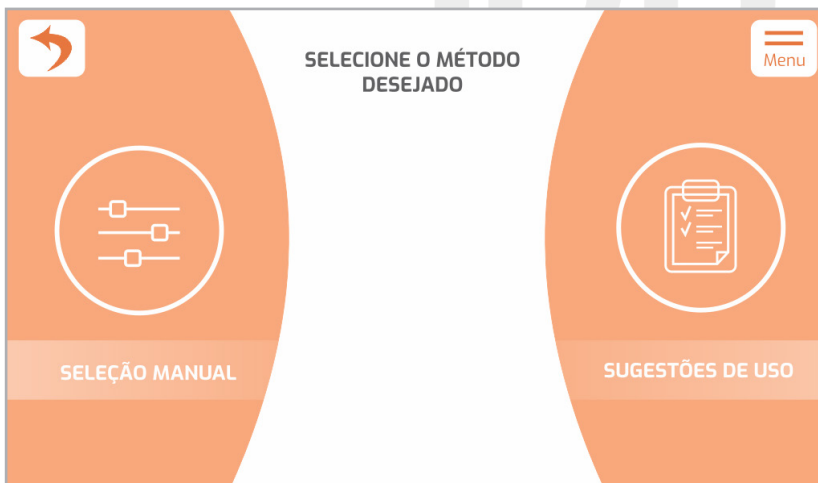 SELECIONE O MÉTODO
DESEJADO
Menu
SELEÇÃO MANUAL
SUGESTÕES DE USO